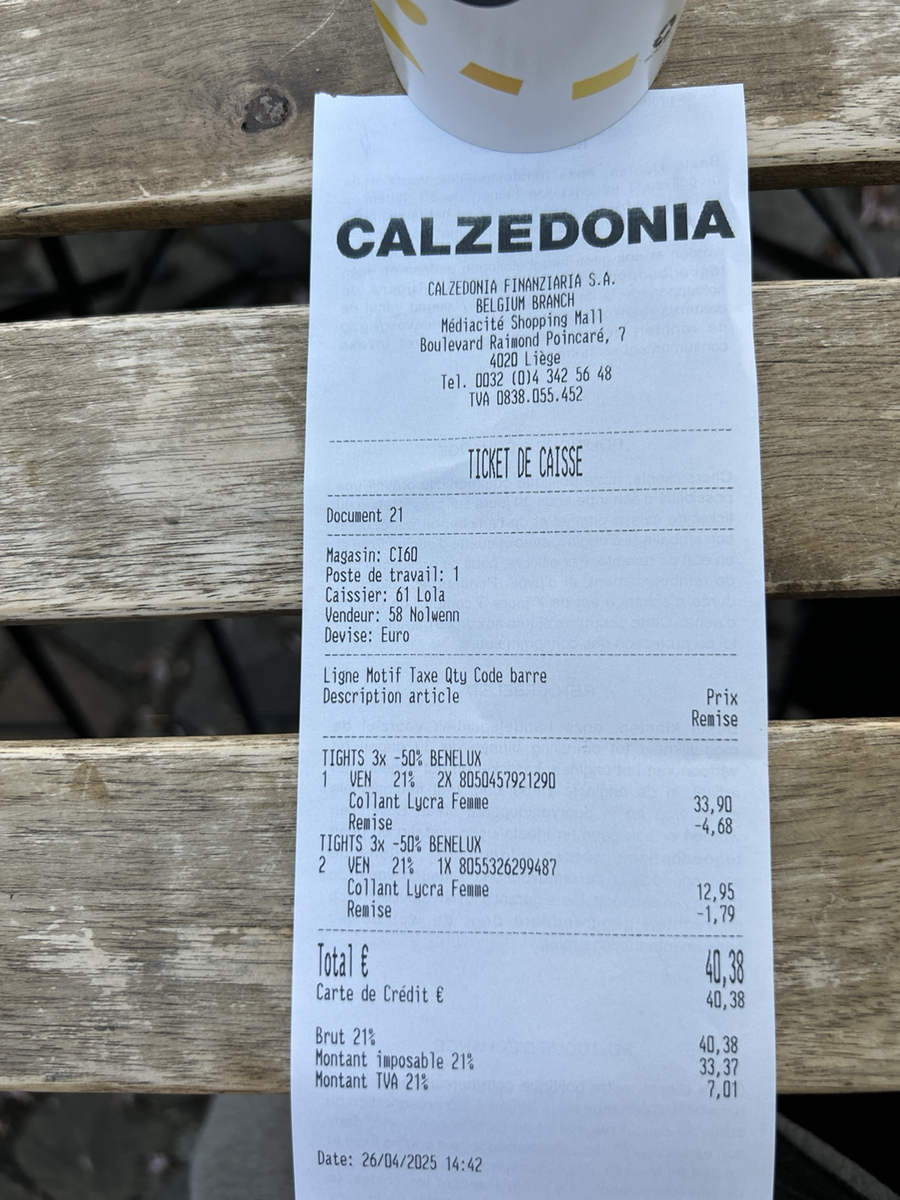 CALZEDONIA
CALZEDONIA FINANZIARIA S.A.
BELGIUM BRANCH
Médiacité Shopping Mall
Boulevard Raimond Poincaré, 7
4020 Liège
Tel. 0032 (0)4 342 56 48
TVA 0838.055.452
TICKET DE CAISSE
Document 21
Magasin: CI60
Poste de travail: 1
Caissier: 61 Lola
Vendeur: 58 Nolwenn
Devise: Euro
Ligne Motif Taxe Qty Code barre
Description article Prix
Remise
TIGHTS 3x -50% BENELUX
1 VEN 21% 2X 8050457921290
Collant Lycra Femme 33,90
Remise -4,68
TIGHTS 3x -50% BENELUX
2 VEN 21% 1X 8055326299487
Collant Lycra Femme 12,95
Remise -1,79
Total € 40,38
Carte de Crédit € 40,38
Brut 21% 40,38
Montant imposable 21% 33,37
Montant TVA 21% 7,01
Date: 26/04/2025 14:42